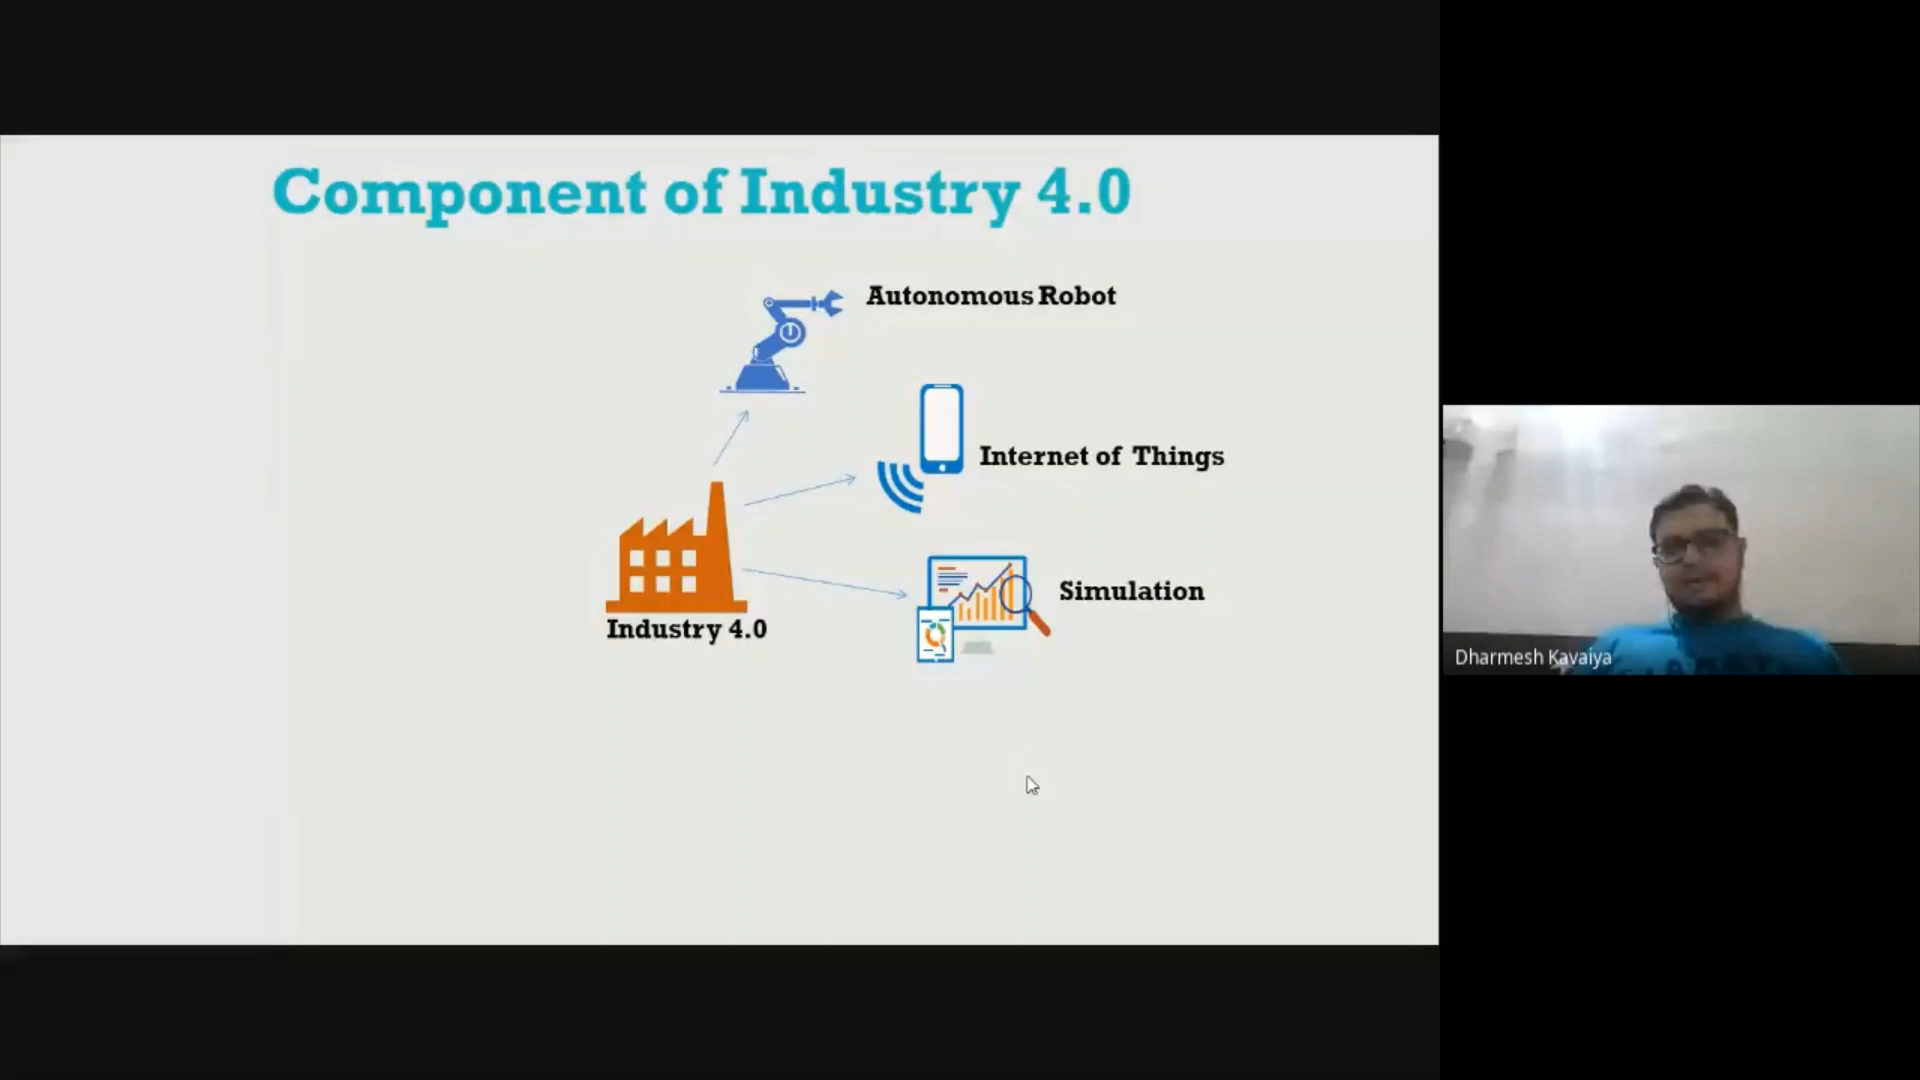 Component of Industry 4.0
Autonomous Robot
Internet of Things
Simulation
Industry 4.0
Dharmesh Kavaiya